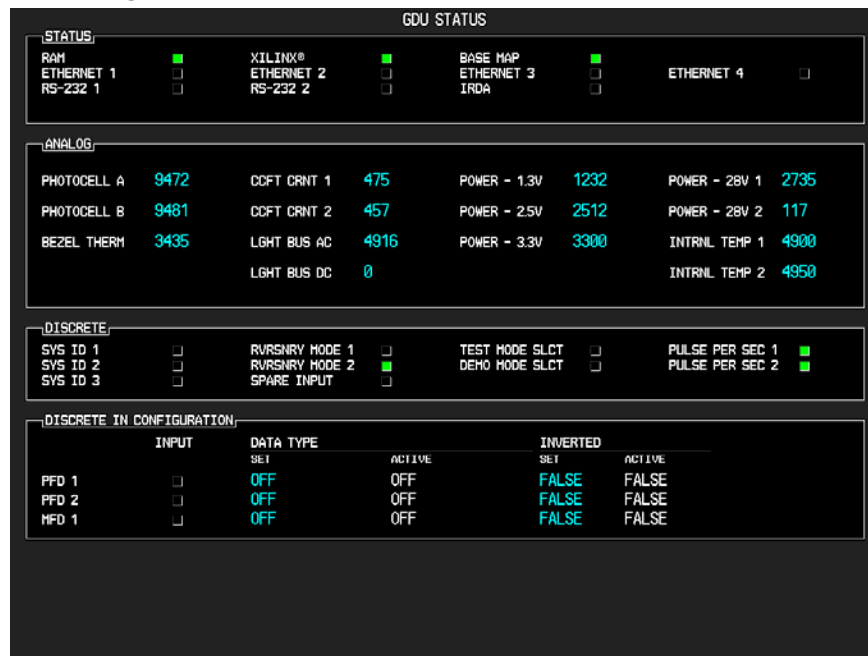 GDU STATUS
STATUS
RAM XILINX® BASE MAP
ETHERNET 1 ETHERNET 2 ETHERNET 3 ETHERNET 4
RS-232 1 RS-232 2 IRDA
ANALOG
PHOTOCELL A 9472 CCFT CRNT 1 475 POWER - 1.3V 1232 POWER - 28V 1 2735
PHOTOCELL B 9481 CCFT CRNT 2 457 POWER - 2.5V 2512 POWER - 28V 2 117
BEZEL THERM 3435 LGHT BUS AC 4916 POWER - 3.3V 3300 INTRNL TEMP 1 4900
LGHT BUS DC 0 INTRNL TEMP 2 4950
DISCRETE
SYS ID 1 RVRSNRY MODE 1 TEST MODE SLCT PULSE PER SEC 1
SYS ID 2 RVRSNRY MODE 2 DEMO MODE SLCT PULSE PER SEC 2
SYS ID 3 SPARE INPUT
DISCRETE IN CONFIGURATION
INPUT DATA TYPE INVERTED
SET ACTIVE SET ACTIVE
PFD 1 OFF OFF FALSE FALSE
PFD 2 OFF OFF FALSE FALSE
MFD 1 OFF OFF FALSE FALSE